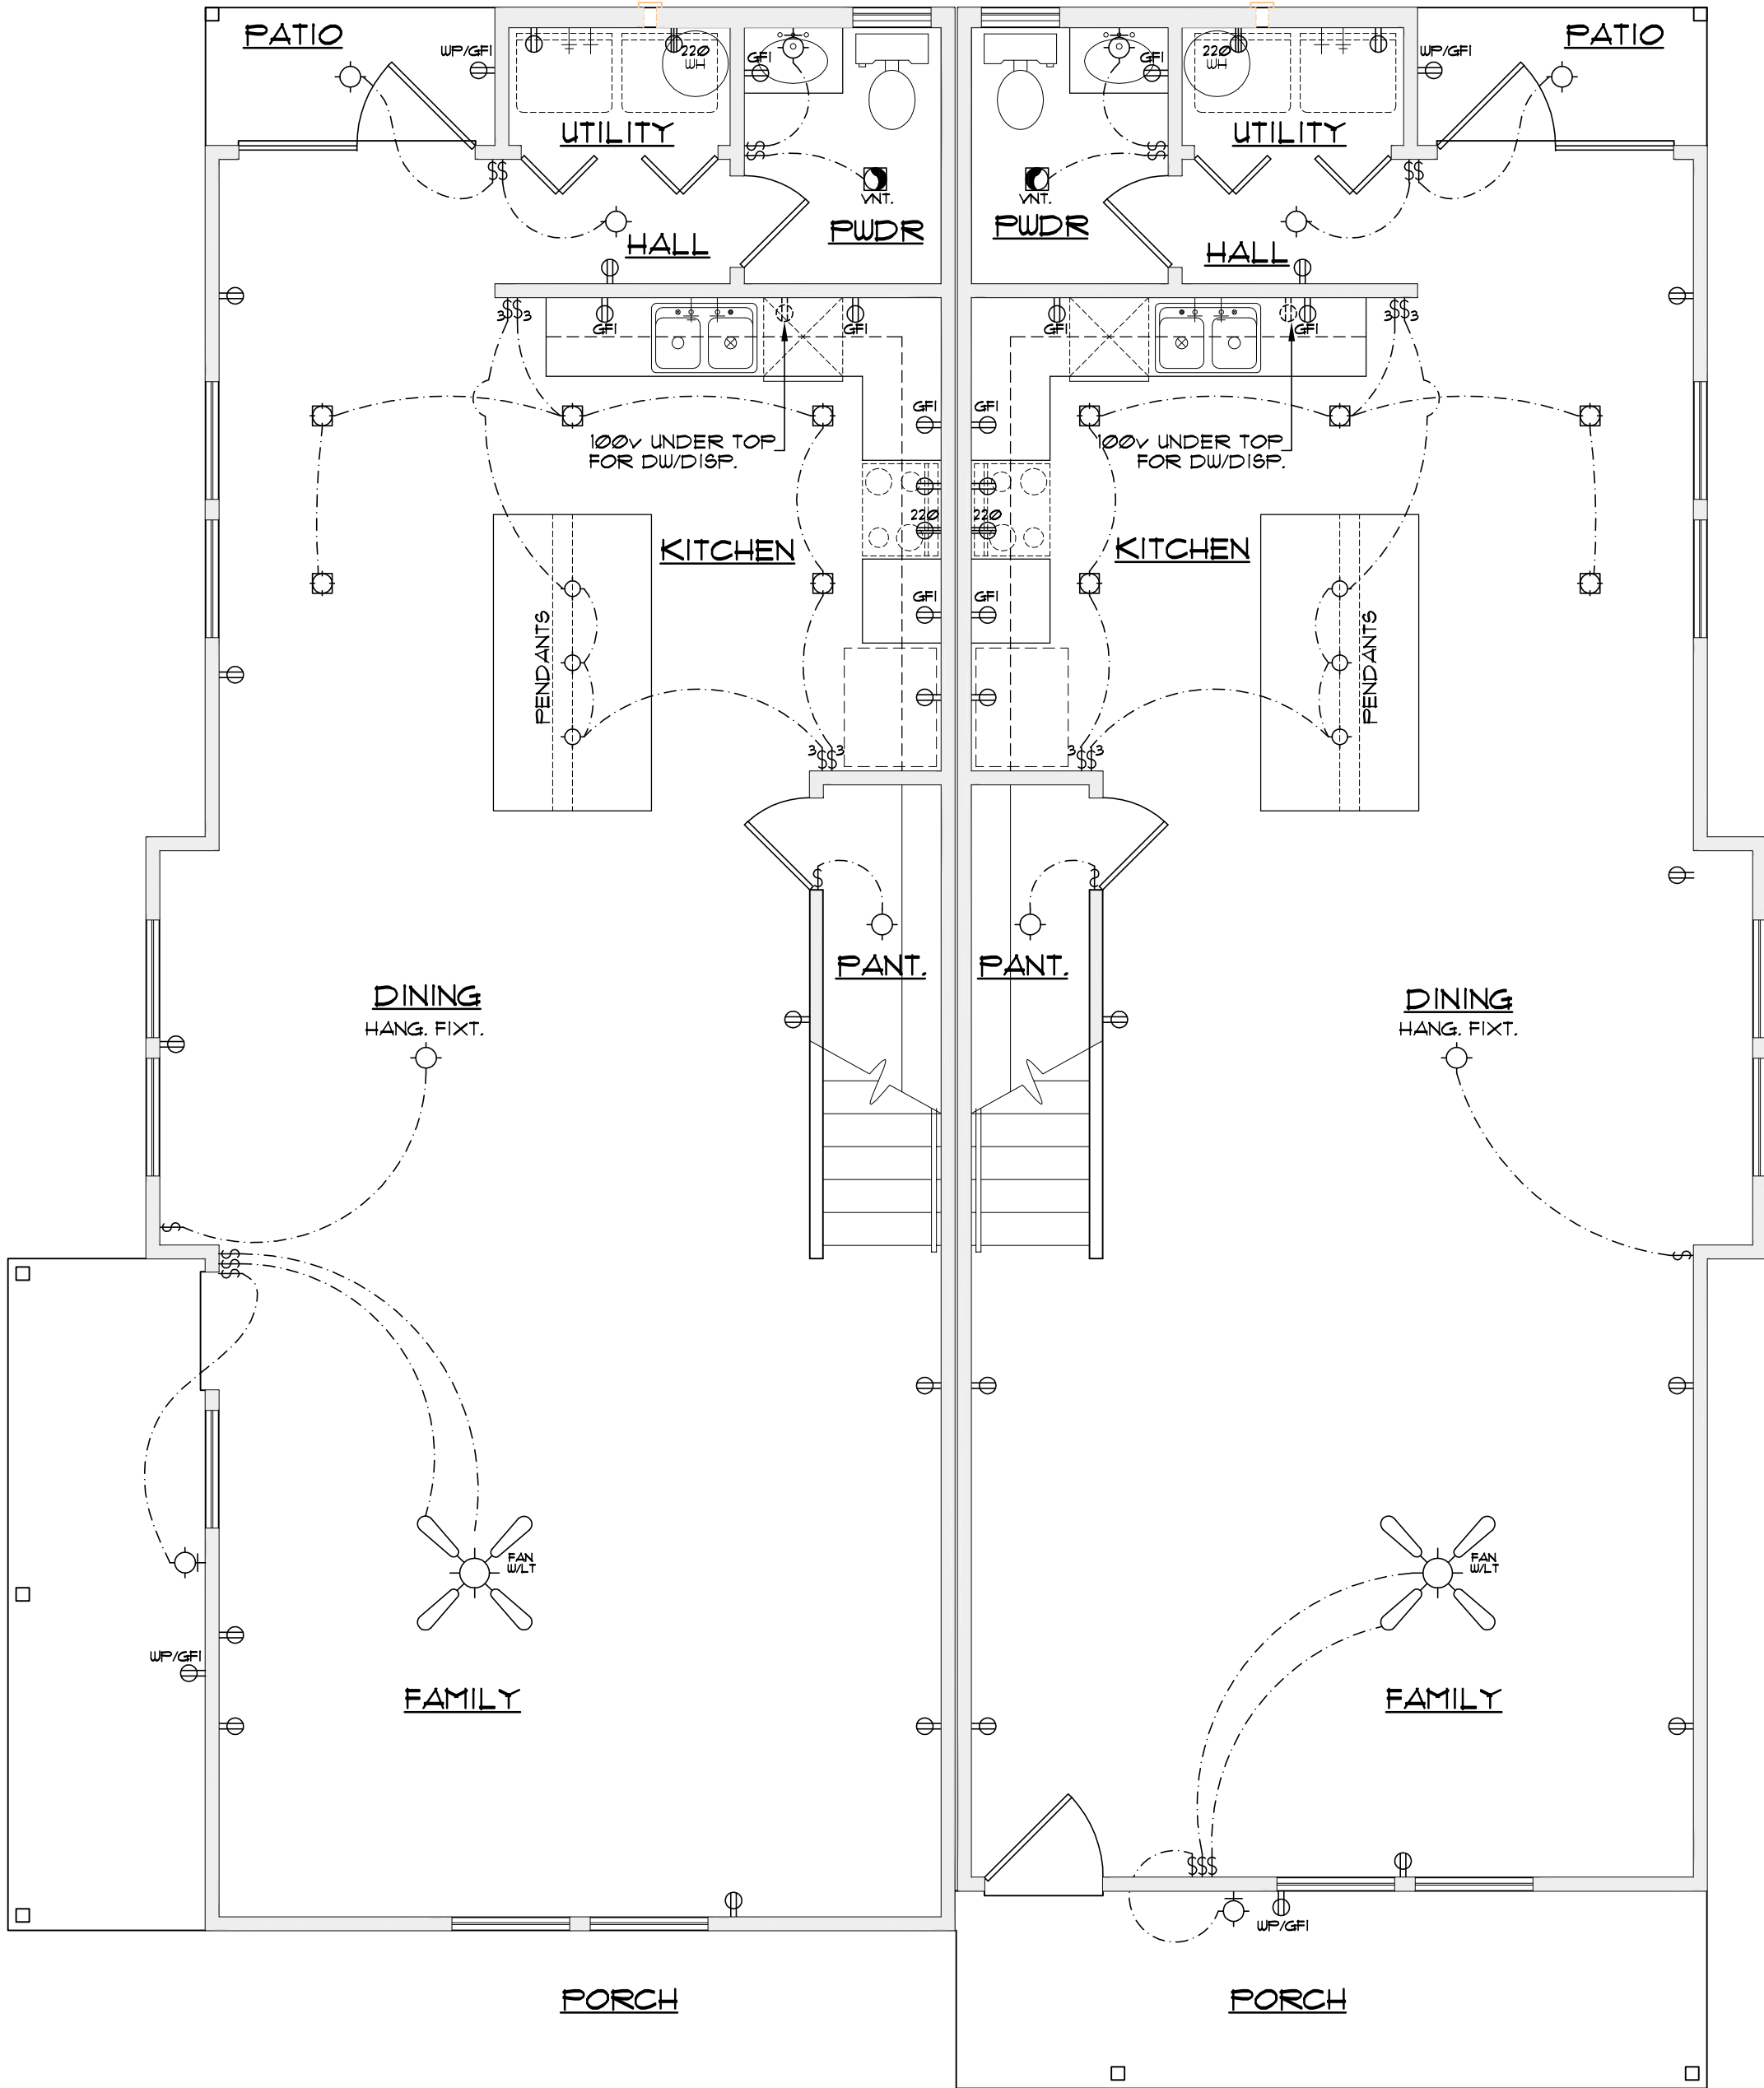 PATIO
WP/GFI
220
WH
GFI
GFI
220
WH
WP/GFI
PATIO
UTILITY
UTILITY
$$
$$
$$
$$
VNT.
VNT.
PWDR
PWDR
HALL
HALL
3$$3
GFI
GFI
GFI
GFI
3$$3
GFI
GFI
100v UNDER TOP
FOR DW/DISP.
100v UNDER TOP
FOR DW/DISP.
220
220
KITCHEN
KITCHEN
GFI
GFI
PENDANTS
PENDANTS
3$$3
3$$3
$
$
PANT.
PANT.
DINING
HANG. FIXT.
DINING
HANG. FIXT.
$
$$$
$
FAN
W/LT
FAN
W/LT
WP/GFI
FAMILY
FAMILY
$$$
WP/GFI
PORCH
PORCH